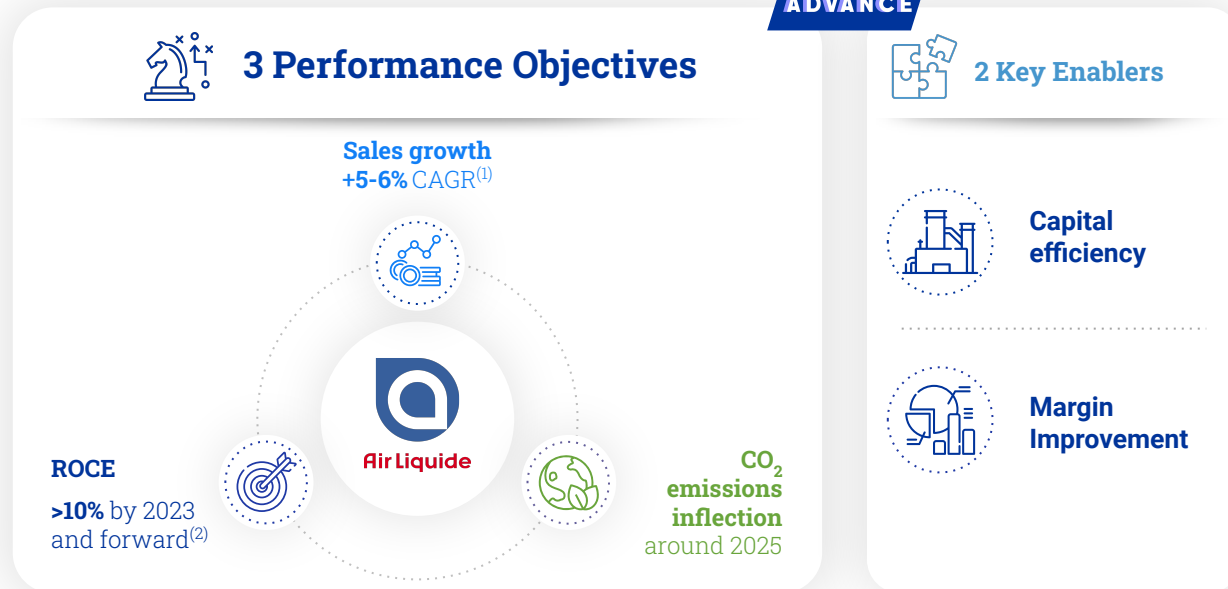 ADVANCE
3 Performance Objectives
Sales growth
+5-6% CAGR(1)
Air Liquide
ROCE
>10% by 2023
and forward(2)
CO₂
emissions
inflection
around 2025
2 Key Enablers
Capital
efficiency
Margin
Improvement